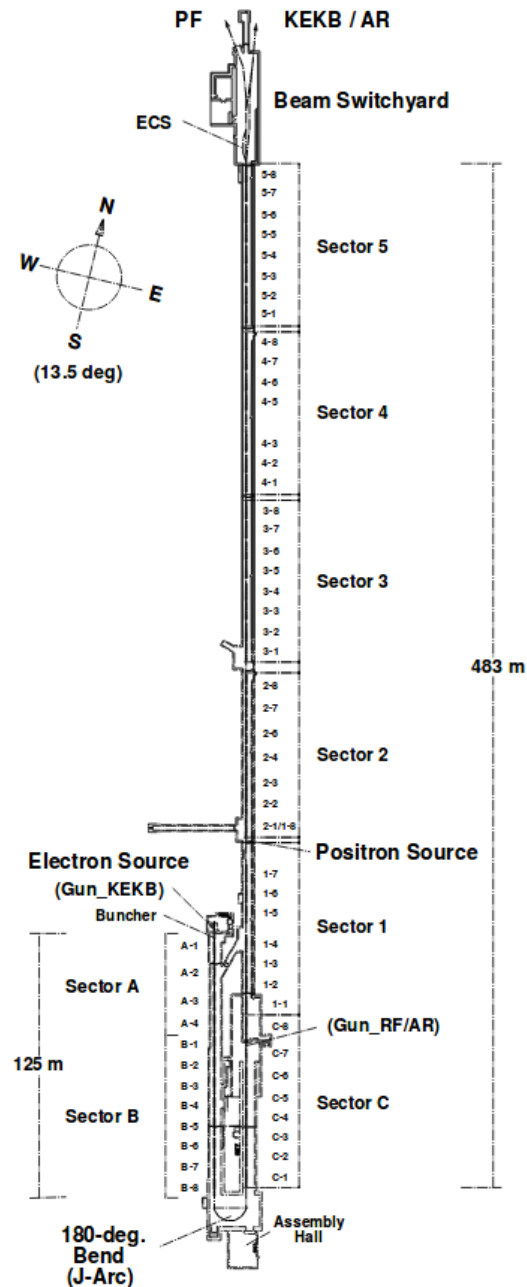 PF KEKB / AR
Beam Switchyard
ECS
5-8
5-7
5-6
5-5
5-4
5-3
5-2
5-1
Sector 5
N
W
E
S
(13.5 deg)
4-8
4-7
4-6
4-5
4-3
4-2
4-1
Sector 4
3-8
3-7
3-6
3-5
3-4
3-3
3-2
3-1
Sector 3
483 m
2-8
2-7
2-6
2-4
2-3
2-2
2-1/1-8
Sector 2
Positron Source
Electron Source
(Gun_KEKB)
Buncher
1-7
1-6
1-5
1-4
1-3
1-2
1-1
Sector 1
A-1
A-2
A-3
A-4
Sector A
(Gun_RF/AR)
125 m
B-1
B-2
B-3
B-4
B-5
B-6
B-7
B-8
Sector B
C-8
C-7
C-6
C-5
C-4
C-3
C-2
C-1
Sector C
180-deg.
Bend
(J-Arc)
Assembly
Hall